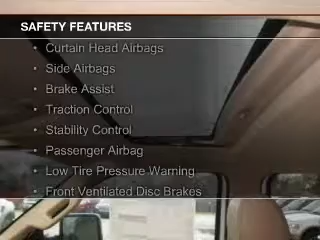 SAFETY FEATURES
• Curtain Head Airbags
• Side Airbags
• Brake Assist
• Traction Control
• Stability Control
• Passenger Airbag
• Low Tire Pressure Warning
• Front Ventilated Disc Brakes